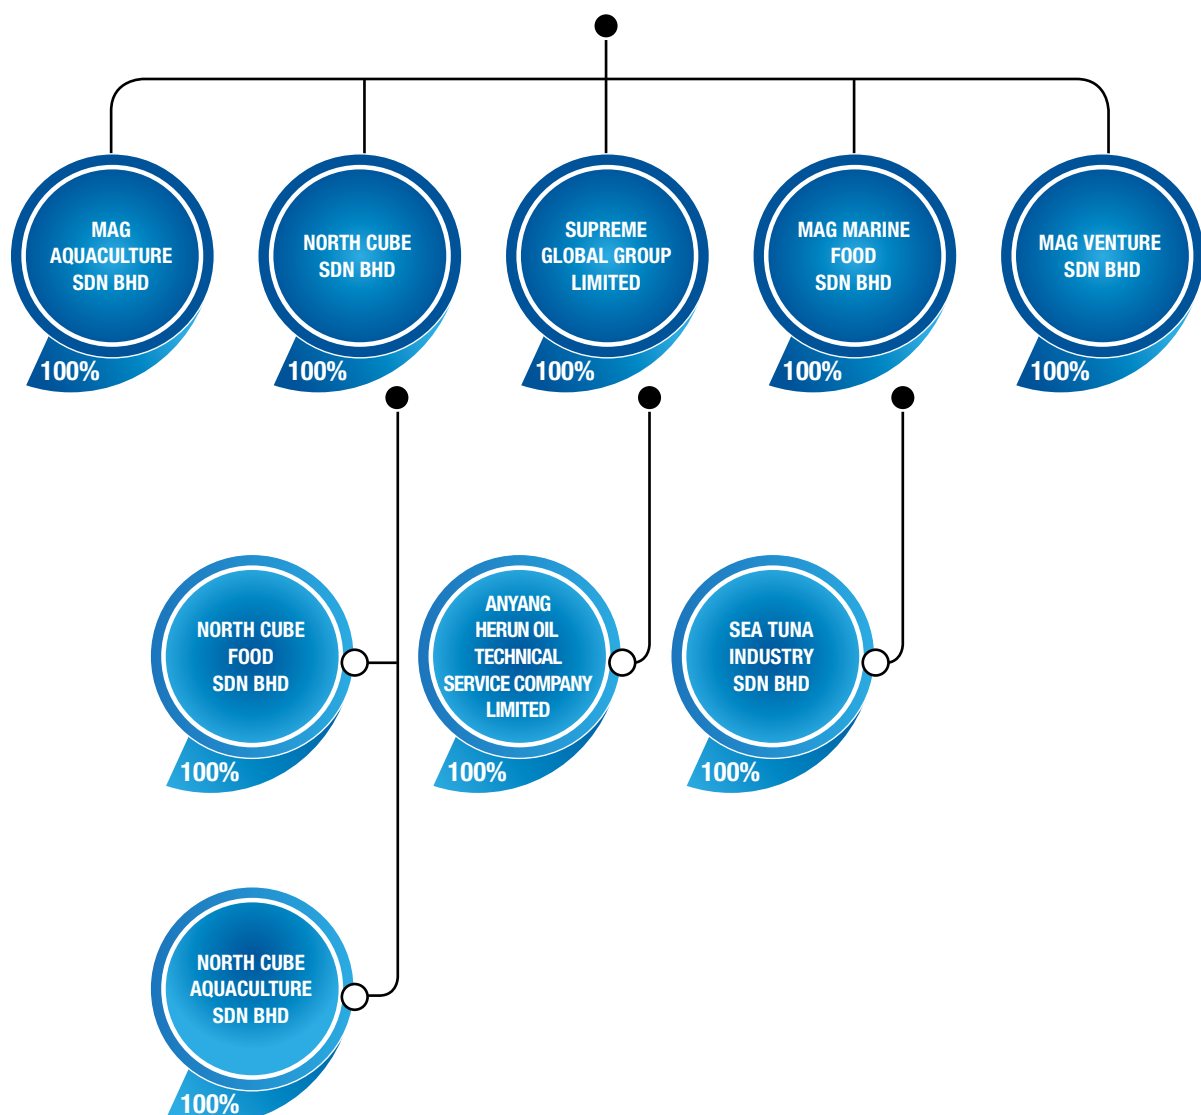 MAG
AQUACULTURE
SDN BHD
100%
NORTH CUBE
SDN BHD
100%
SUPREME
GLOBAL GROUP
LIMITED
100%
MAG MARINE
FOOD
SDN BHD
100%
MAG VENTURE
SDN BHD
100%
NORTH CUBE
FOOD
SDN BHD
100%
ANYANG
HERUN OIL
TECHNICAL
SERVICE COMPANY
LIMITED
100%
SEA TUNA
INDUSTRY
SDN BHD
100%
NORTH CUBE
AQUACULTURE
SDN BHD
100%